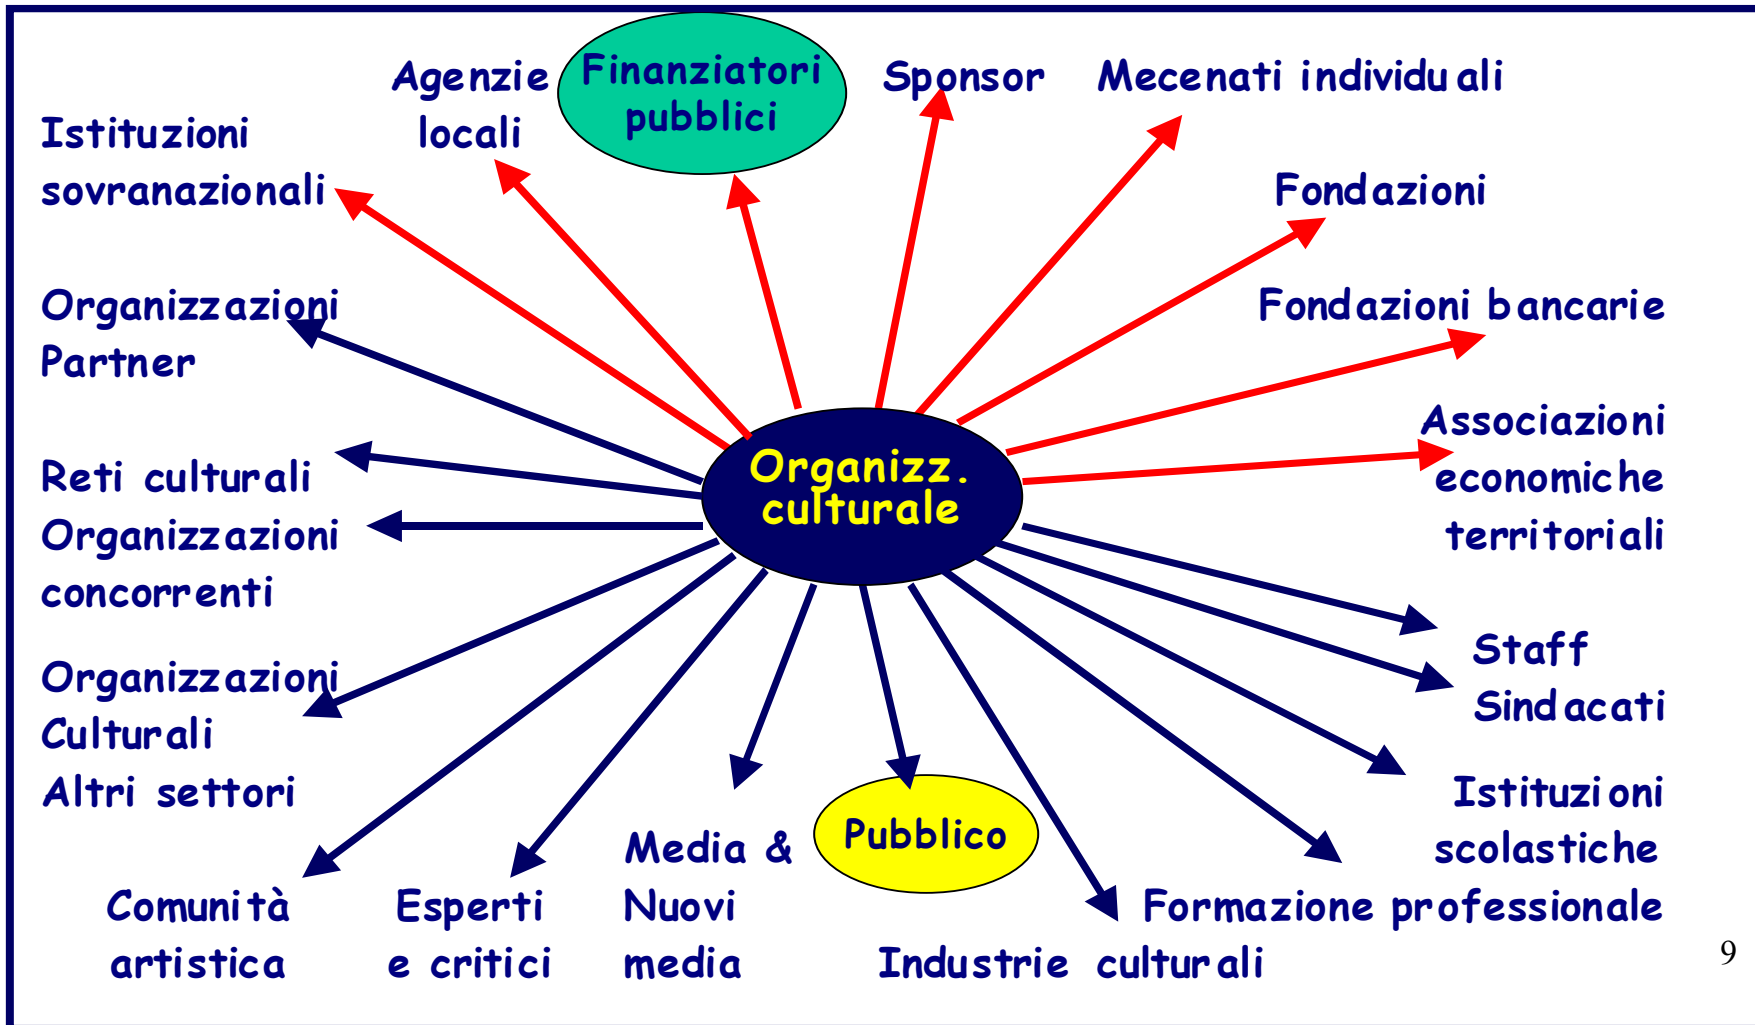 Agenzie
locali
Finanziatori
pubblici
Sponsor
Mecenati individuali
Istituzioni
sovranazionali
Fondazioni
Organizzazioni
Partner
Fondazioni bancarie
Organizz.
culturale
Associazioni
economiche
territoriali
Reti culturali
Organizzazioni
concorrenti
Organizzazioni
Culturali
Altri settori
Staff
Sindacati
Istituzioni
scolastiche
Formazione professionale
Pubblico
Media &
Nuovi
media
Comunità
artistica
Esperti
e critici
Industrie culturali
9